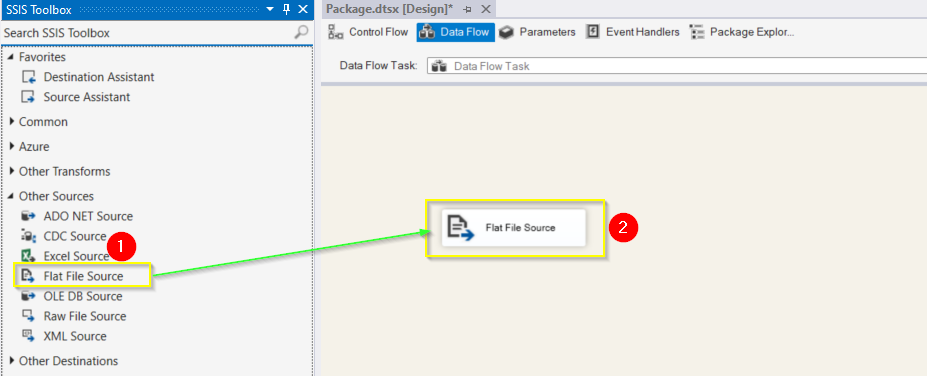 SSIS Toolbox
Search SSIS Toolbox
Favorites
Destination Assistant
Source Assistant
Common
Azure
Other Transforms
Other Sources
ADO NET Source
CDC Source
1
Excel Source
Flat File Source
OLE DB Source
Raw File Source
XML Source
Other Destinations
Package.dtsx [Design]*
Control Flow Data Flow Parameters Event Handlers Package Explor...
Data Flow Task: Data Flow Task
Flat File Source
2